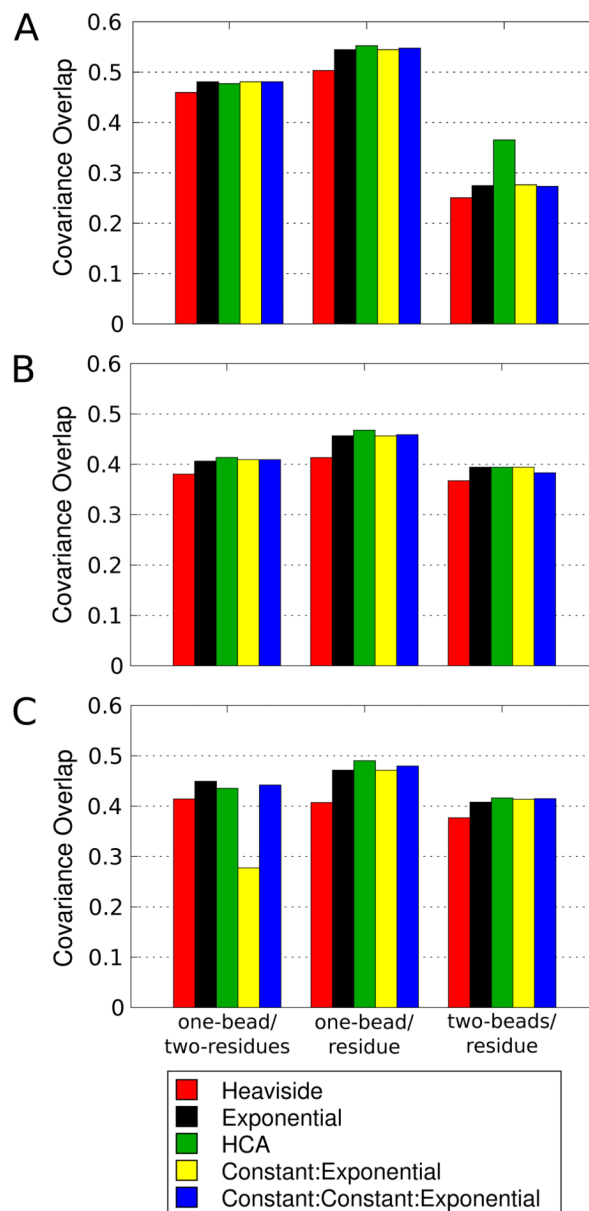 A
Covariance Overlap
0.6
0.5
0.4
0.3
0.2
0.1
0
B
Covariance Overlap
0.6
0.5
0.4
0.3
0.2
0.1
0
C
Covariance Overlap
0.6
0.5
0.4
0.3
0.2
0.1
0
one-bead/
two-residues
one-bead/
residue
two-beads/
residue
Heaviside
Exponential
HCA
Constant:Exponential
Constant:Constant:Exponential